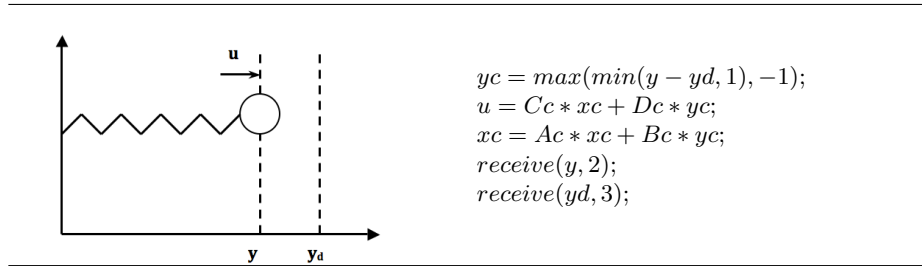 u
y
yd
yc = max(min(y − yd, 1), −1);
u = Cc ∗ xc + Dc ∗ yc;
xc = Ac ∗ xc + Bc ∗ yc;
receive(y, 2);
receive(yd, 3);